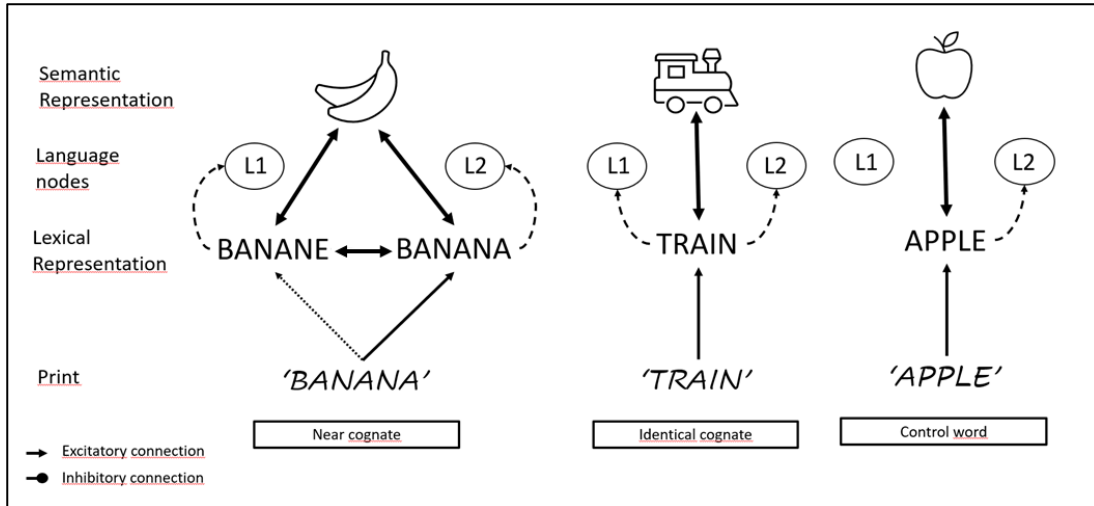 Semantic
Representation
Language
nodes
L1
L2
L1
L2
L1
L2
Lexical
Representation
BANANE
BANANA
TRAIN
APPLE
Print
'BANANA'
'TRAIN'
'APPLE'
Near cognate
Identical cognate
Control word
Excitatory connection
Inhibitory connection